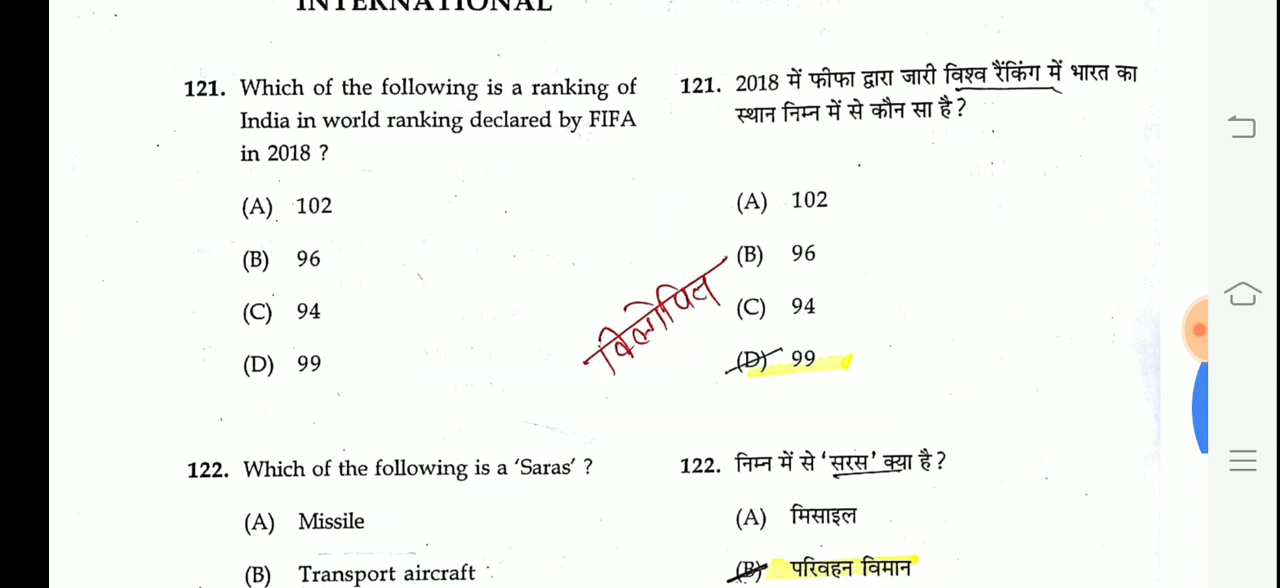 INTERNATIONAL
121. Which of the following is a ranking of
India in world ranking declared by FIFA
in 2018 ?
(A) 102
(B) 96
(C) 94
(D) 99
121. 2018 में फीफा द्वारा जारी विश्व रैंकिंग में भारत का
स्थान निम्न में से कौन सा है ?
(A) 102
(B) 96
(C) 94
(D) 99
विलोपित
122. Which of the following is a 'Saras' ?
(A) Missile
(B) Transport aircraft
122. निम्न में से 'सरस' क्या है ?
(A) मिसाइल
(B) परिवहन विमान